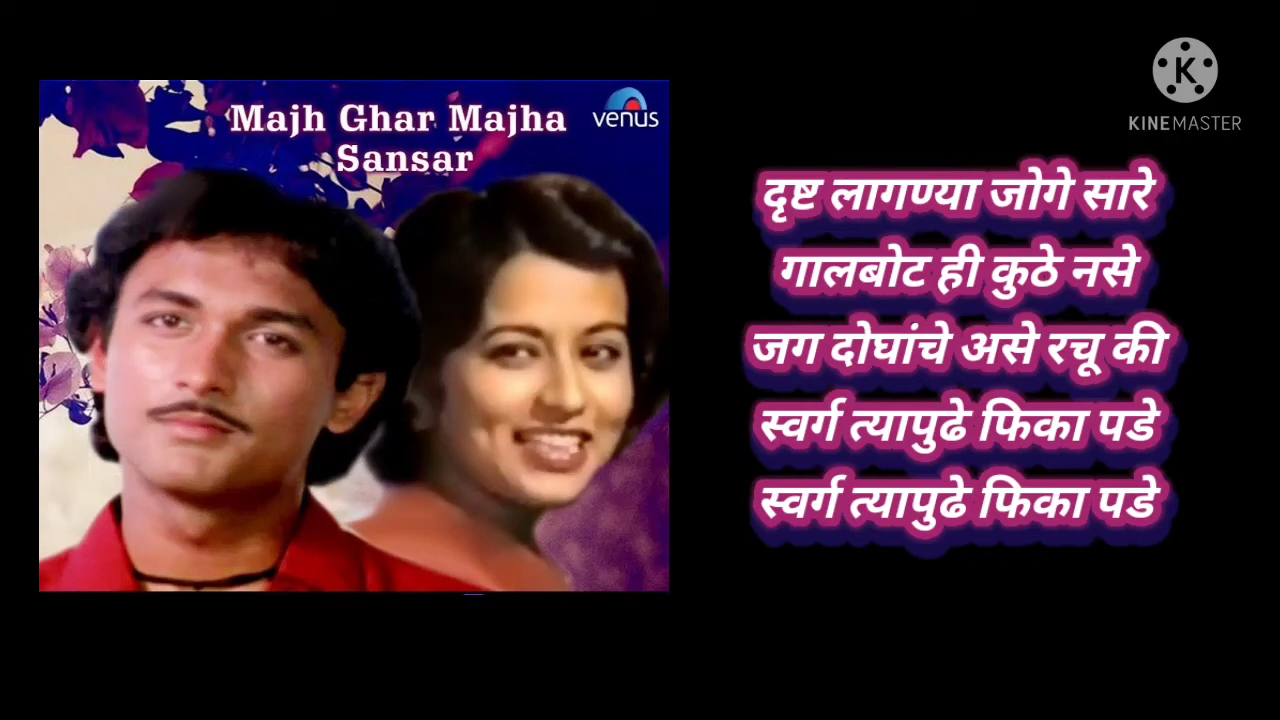 Majh Ghar Majha
Sansar
venus
K
KINEMASTER
दृष्ट लागण्या जोगे सारे
गालबोट ही कुठे नसे
जग दोघांचे असे रचू की
स्वर्ग त्यापुढे फिका पडे
स्वर्ग त्यापुढे फिका पडे